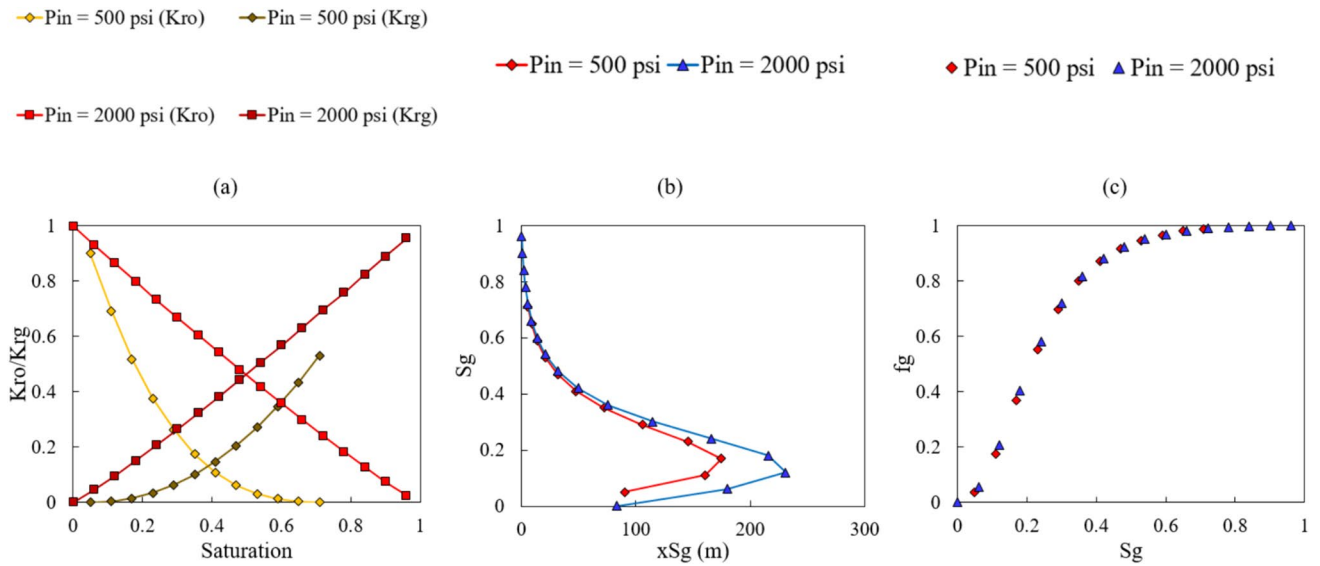 Pin = 500 psi (Kro) Pin = 500 psi (Krg)
Pin = 2000 psi (Kro) Pin = 2000 psi (Krg)
Pin = 500 psi Pin = 2000 psi
Pin = 500 psi Pin = 2000 psi
(a)
1
0.8
0.6
0.4
0.2
0
Kro/Krg
0 0.2 0.4 0.6 0.8 1
Saturation
(b)
1
0.8
0.6
0.4
0.2
0
Sg
0 100 200 300
xSg (m)
(c)
1
0.8
0.6
0.4
0.2
0
fg
0 0.2 0.4 0.6 0.8 1
Sg